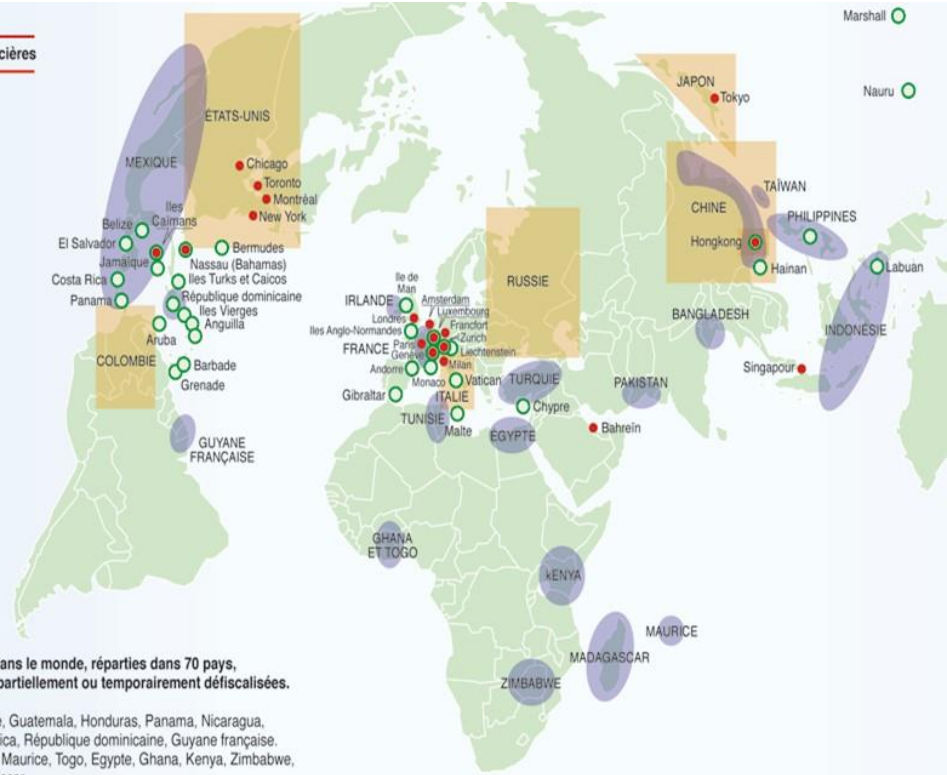 Marshall
cières
JAPON
Tokyo
Nauru
ÉTATS-UNIS
MEXIQUE
Chicago
Toronto
Montréal
New York
TAÏWAN
CHINE
PHILIPPINES
Iles
Caïmans
Belize
El Salvador
Bermudes
Hongkong
Jamaïque
Nassau (Bahamas)
Hainan
Labuan
Costa Rica
Iles Turks et Caicos
Panama
République dominicaine
Iles Vierges
Anguilla
Aruba
Ile de
Man
IRLANDE
Amsterdam
Luxembourg
Londres
Francfort
Iles Anglo-Normandes
Zurich
Paris
FRANCE
Liechtenstein
Genève
Milan
RUSSIE
BANGLADESH
INDONÉSIE
COLOMBIE
Barbade
Grenade
Andorre
Monaco
Vatican
TURQUIE
PAKISTAN
Singapour
Gibraltar
ITALIE
Chypre
TUNISIE
Malte
EGYPTE
Bahreïn
GUYANE
FRANÇAISE
GHANA
ET TOGO
kENYA
MAURICE
MADAGASCAR
ZIMBABWE
ans le monde, réparties dans 70 pays,
partiellement ou temporairement défiscalisées.
, Guatemala, Honduras, Panama, Nicaragua,
ica, République dominicaine, Guyane française.
Maurice, Togo, Egypte, Ghana, Kenya, Zimbabwe,